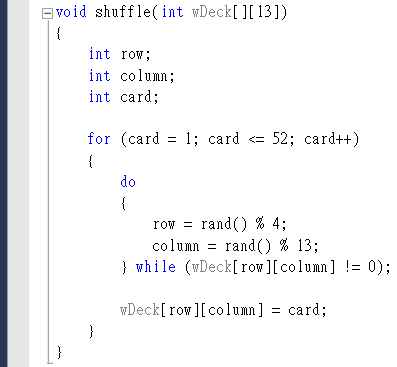 void shuffle(int wDeck[][13])
{
    int row;
    int column;
    int card;

    for (card = 1; card <= 52; card++)
    {
        do
        {
            row = rand() % 4;
            column = rand() % 13;
        } while (wDeck[row][column] != 0);

        wDeck[row][column] = card;
    }
}